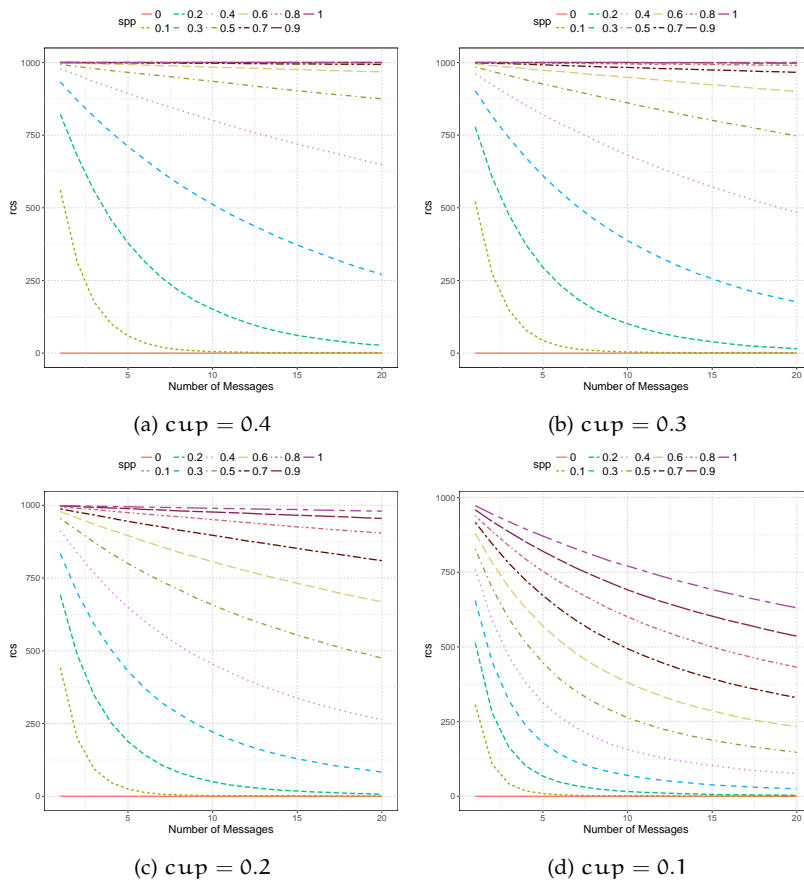 spp 0 0.2 0.4 0.6 0.8 1
0.1 0.3 0.5 0.7 0.9
1000
750
rcs
500
250
0
5 10 15 20
Number of Messages
(a) cup = 0.4
spp 0 0.2 0.4 0.6 0.8 1
0.1 0.3 0.5 0.7 0.9
1000
750
rcs
500
250
0
5 10 15 20
Number of Messages
(b) cup = 0.3
spp 0 0.2 0.4 0.6 0.8 1
0.1 0.3 0.5 0.7 0.9
1000
750
rcs
500
250
0
5 10 15 20
Number of Messages
(c) cup = 0.2
spp 0 0.2 0.4 0.6 0.8 1
0.1 0.3 0.5 0.7 0.9
1000
750
rcs
500
250
0
5 10 15 20
Number of Messages
(d) cup = 0.1